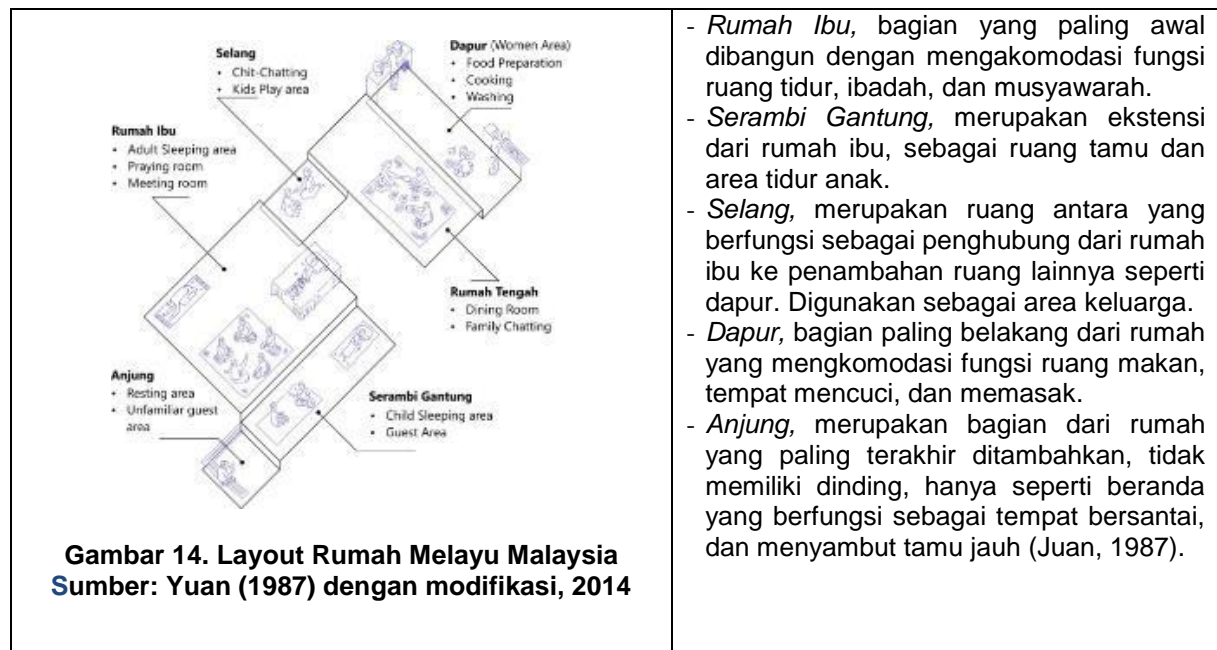 Selang
• Chit-Chatting
• Kids Play area
Dapur (Women Area)
• Food Preparation
• Cooking
• Washing
Rumah Ibu
• Adult Sleeping area
• Praying room
• Meeting room
Rumah Tengah
• Dining Room
• Family Chatting
Anjung
• Resting area
• Unfamiliar guest
area
Serambi Gantung
• Child Sleeping area
• Guest Area
Gambar 14. Layout Rumah Melayu Malaysia
Sumber: Yuan (1987) dengan modifikasi, 2014
- Rumah Ibu, bagian yang paling awal
dibangun dengan mengakomodasi fungsi
ruang tidur, ibadah, dan musyawarah.
- Serambi Gantung, merupakan ekstensi
dari rumah ibu, sebagai ruang tamu dan
area tidur anak.
- Selang, merupakan ruang antara yang
berfungsi sebagai penghubung dari rumah
ibu ke penambahan ruang lainnya seperti
dapur. Digunakan sebagai area keluarga.
- Dapur, bagian paling belakang dari rumah
yang mengkomodasi fungsi ruang makan,
tempat mencuci, dan memasak.
- Anjung, merupakan bagian dari rumah
yang paling terakhir ditambahkan, tidak
memiliki dinding, hanya seperti beranda
yang berfungsi sebagai tempat bersantai,
dan menyambut tamu jauh (Juan, 1987).